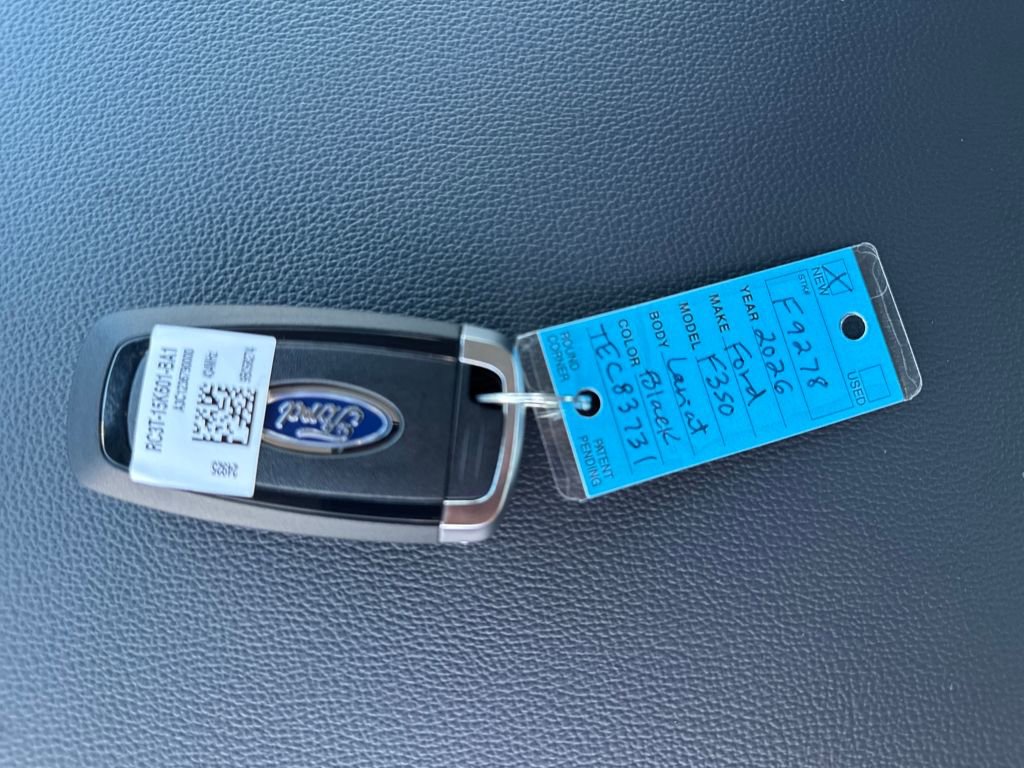 NEW X
USED
STK# F9278
YEAR 2026
MAKE Ford
MODEL F350
BODY Lariat
COLOR Black
TEC83731
ROUND
CORNER
PATENT
PENDING
Ford
RC3T-15K601-BA1
24925